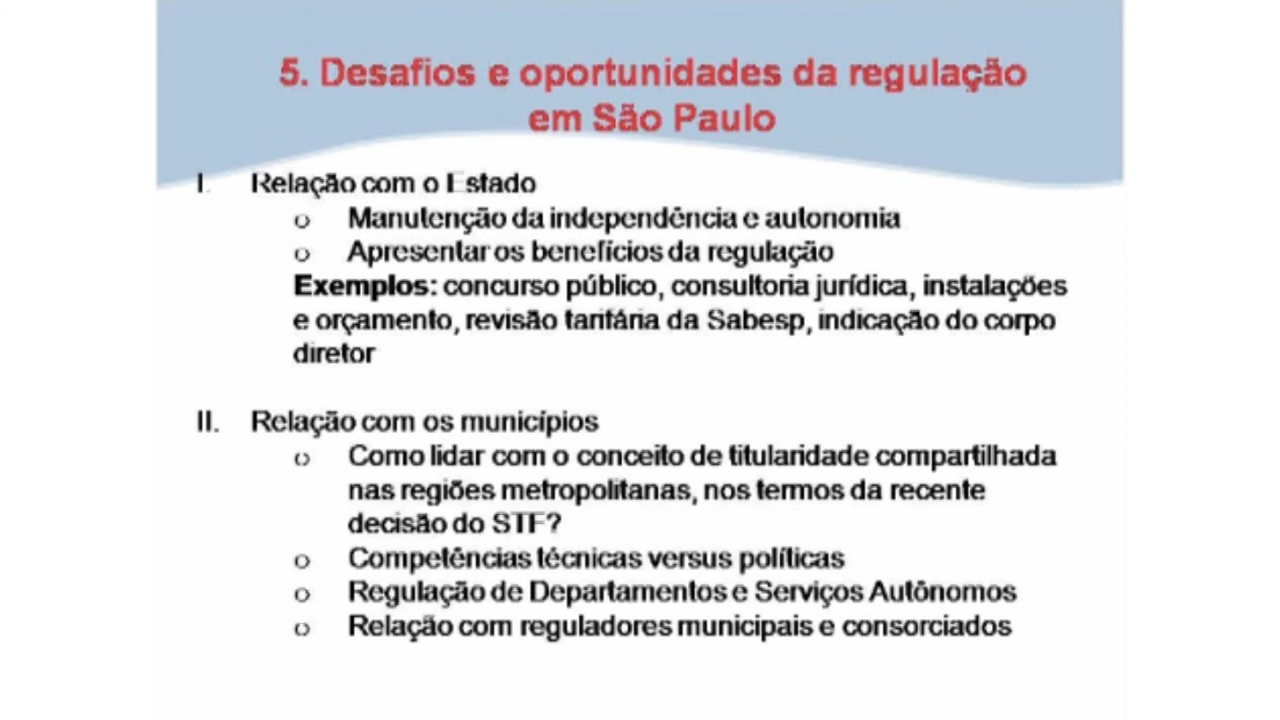 5. Desafios e oportunidades da regulação
em São Paulo
I. Relação com o Estado
o Manutenção da independência e autonomia
o Apresentar os benefícios da regulação
Exemplos: concurso público, consultoria jurídica, instalações
e orçamento, revisão tarifária da Sabesp, indicação do corpo
diretor
II. Relação com os municípios
o Como lidar com o conceito de titularidade compartilhada
nas regiões metropolitanas, nos termos da recente
decisão do STF?
o Competências técnicas versus políticas
o Regulação de Departamentos e Serviços Autônomos
o Relação com reguladores municipais e consorciados